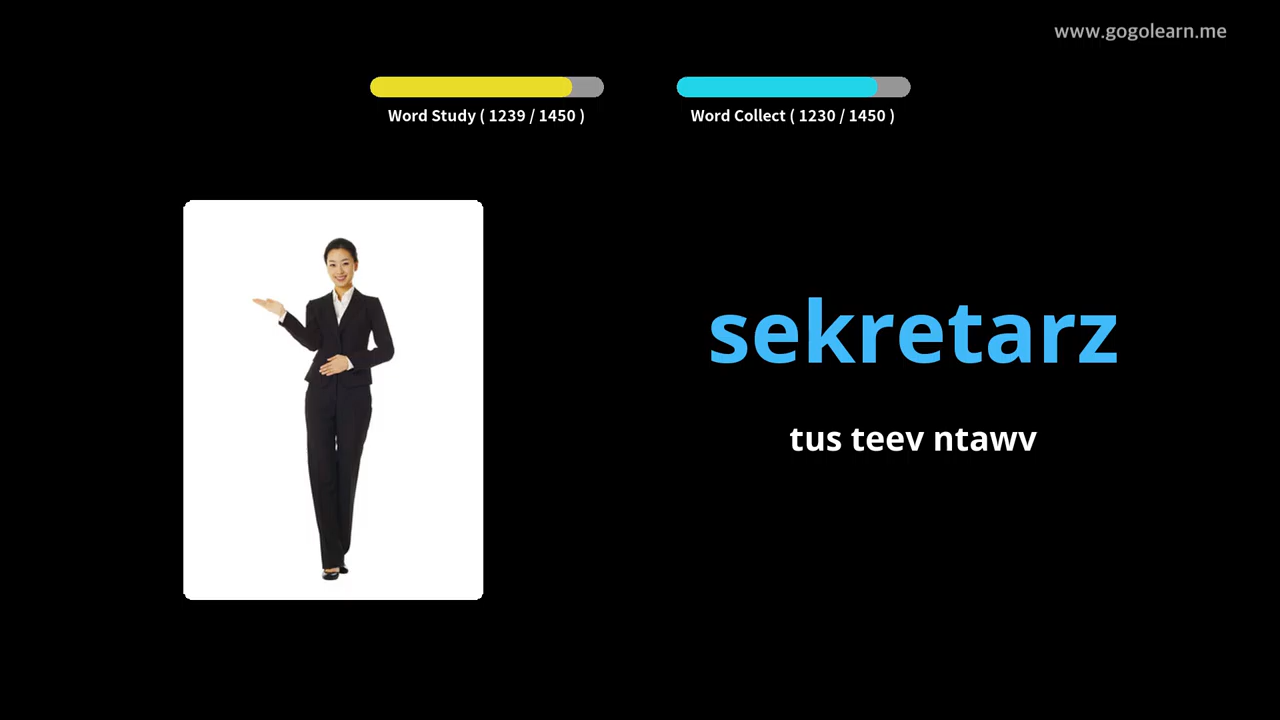 www.gogolearn.me
Word Study ( 1239 / 1450 )
Word Collect ( 1230 / 1450 )
sekretarz
tus teev ntawv